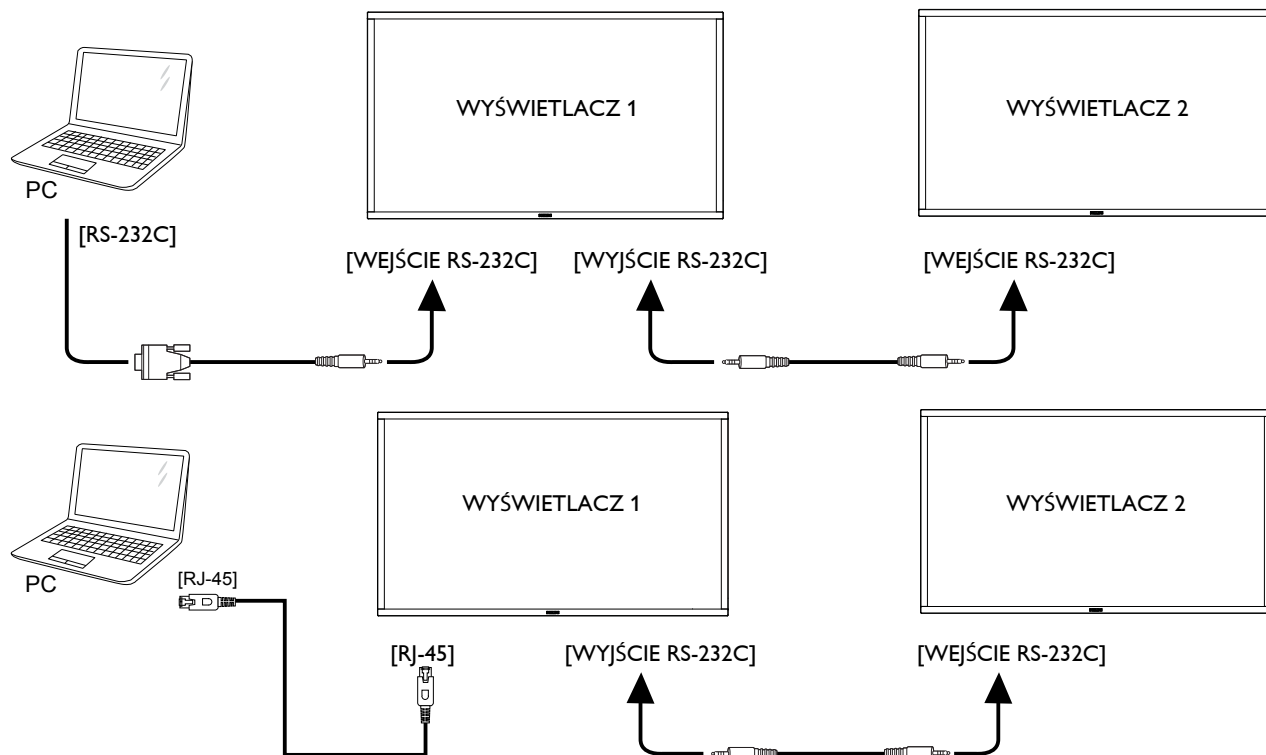 WYŚWIETLACZ 1
WYŚWIETLACZ 2
PC
[RS-232C]
[WEJŚCIE RS-232C]
[WYJŚCIE RS-232C]
[WEJŚCIE RS-232C]
WYŚWIETLACZ 1
WYŚWIETLACZ 2
PC
[RJ-45]
[RJ-45]
[WYJŚCIE RS-232C]
[WEJŚCIE RS-232C]